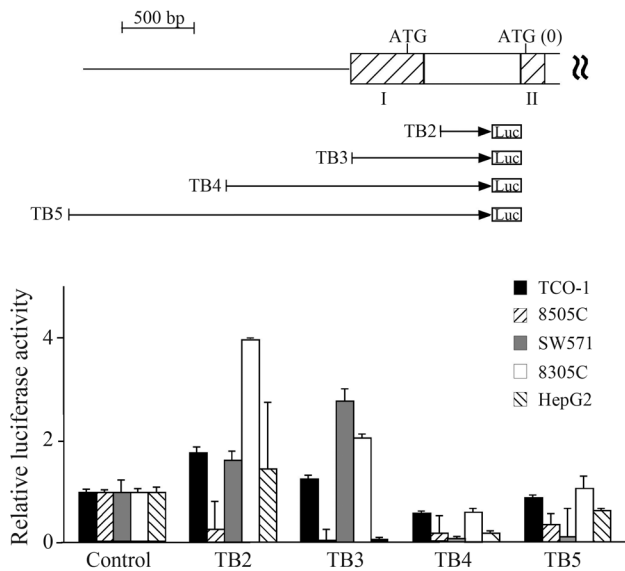 500 bp
ATG ATG (0)
I II
TB2 Luc
TB3 Luc
TB4 Luc
TB5 Luc
Relative luciferase activity
4
2
0
TCO-1
8505C
SW571
8305C
HepG2
Control TB2 TB3 TB4 TB5